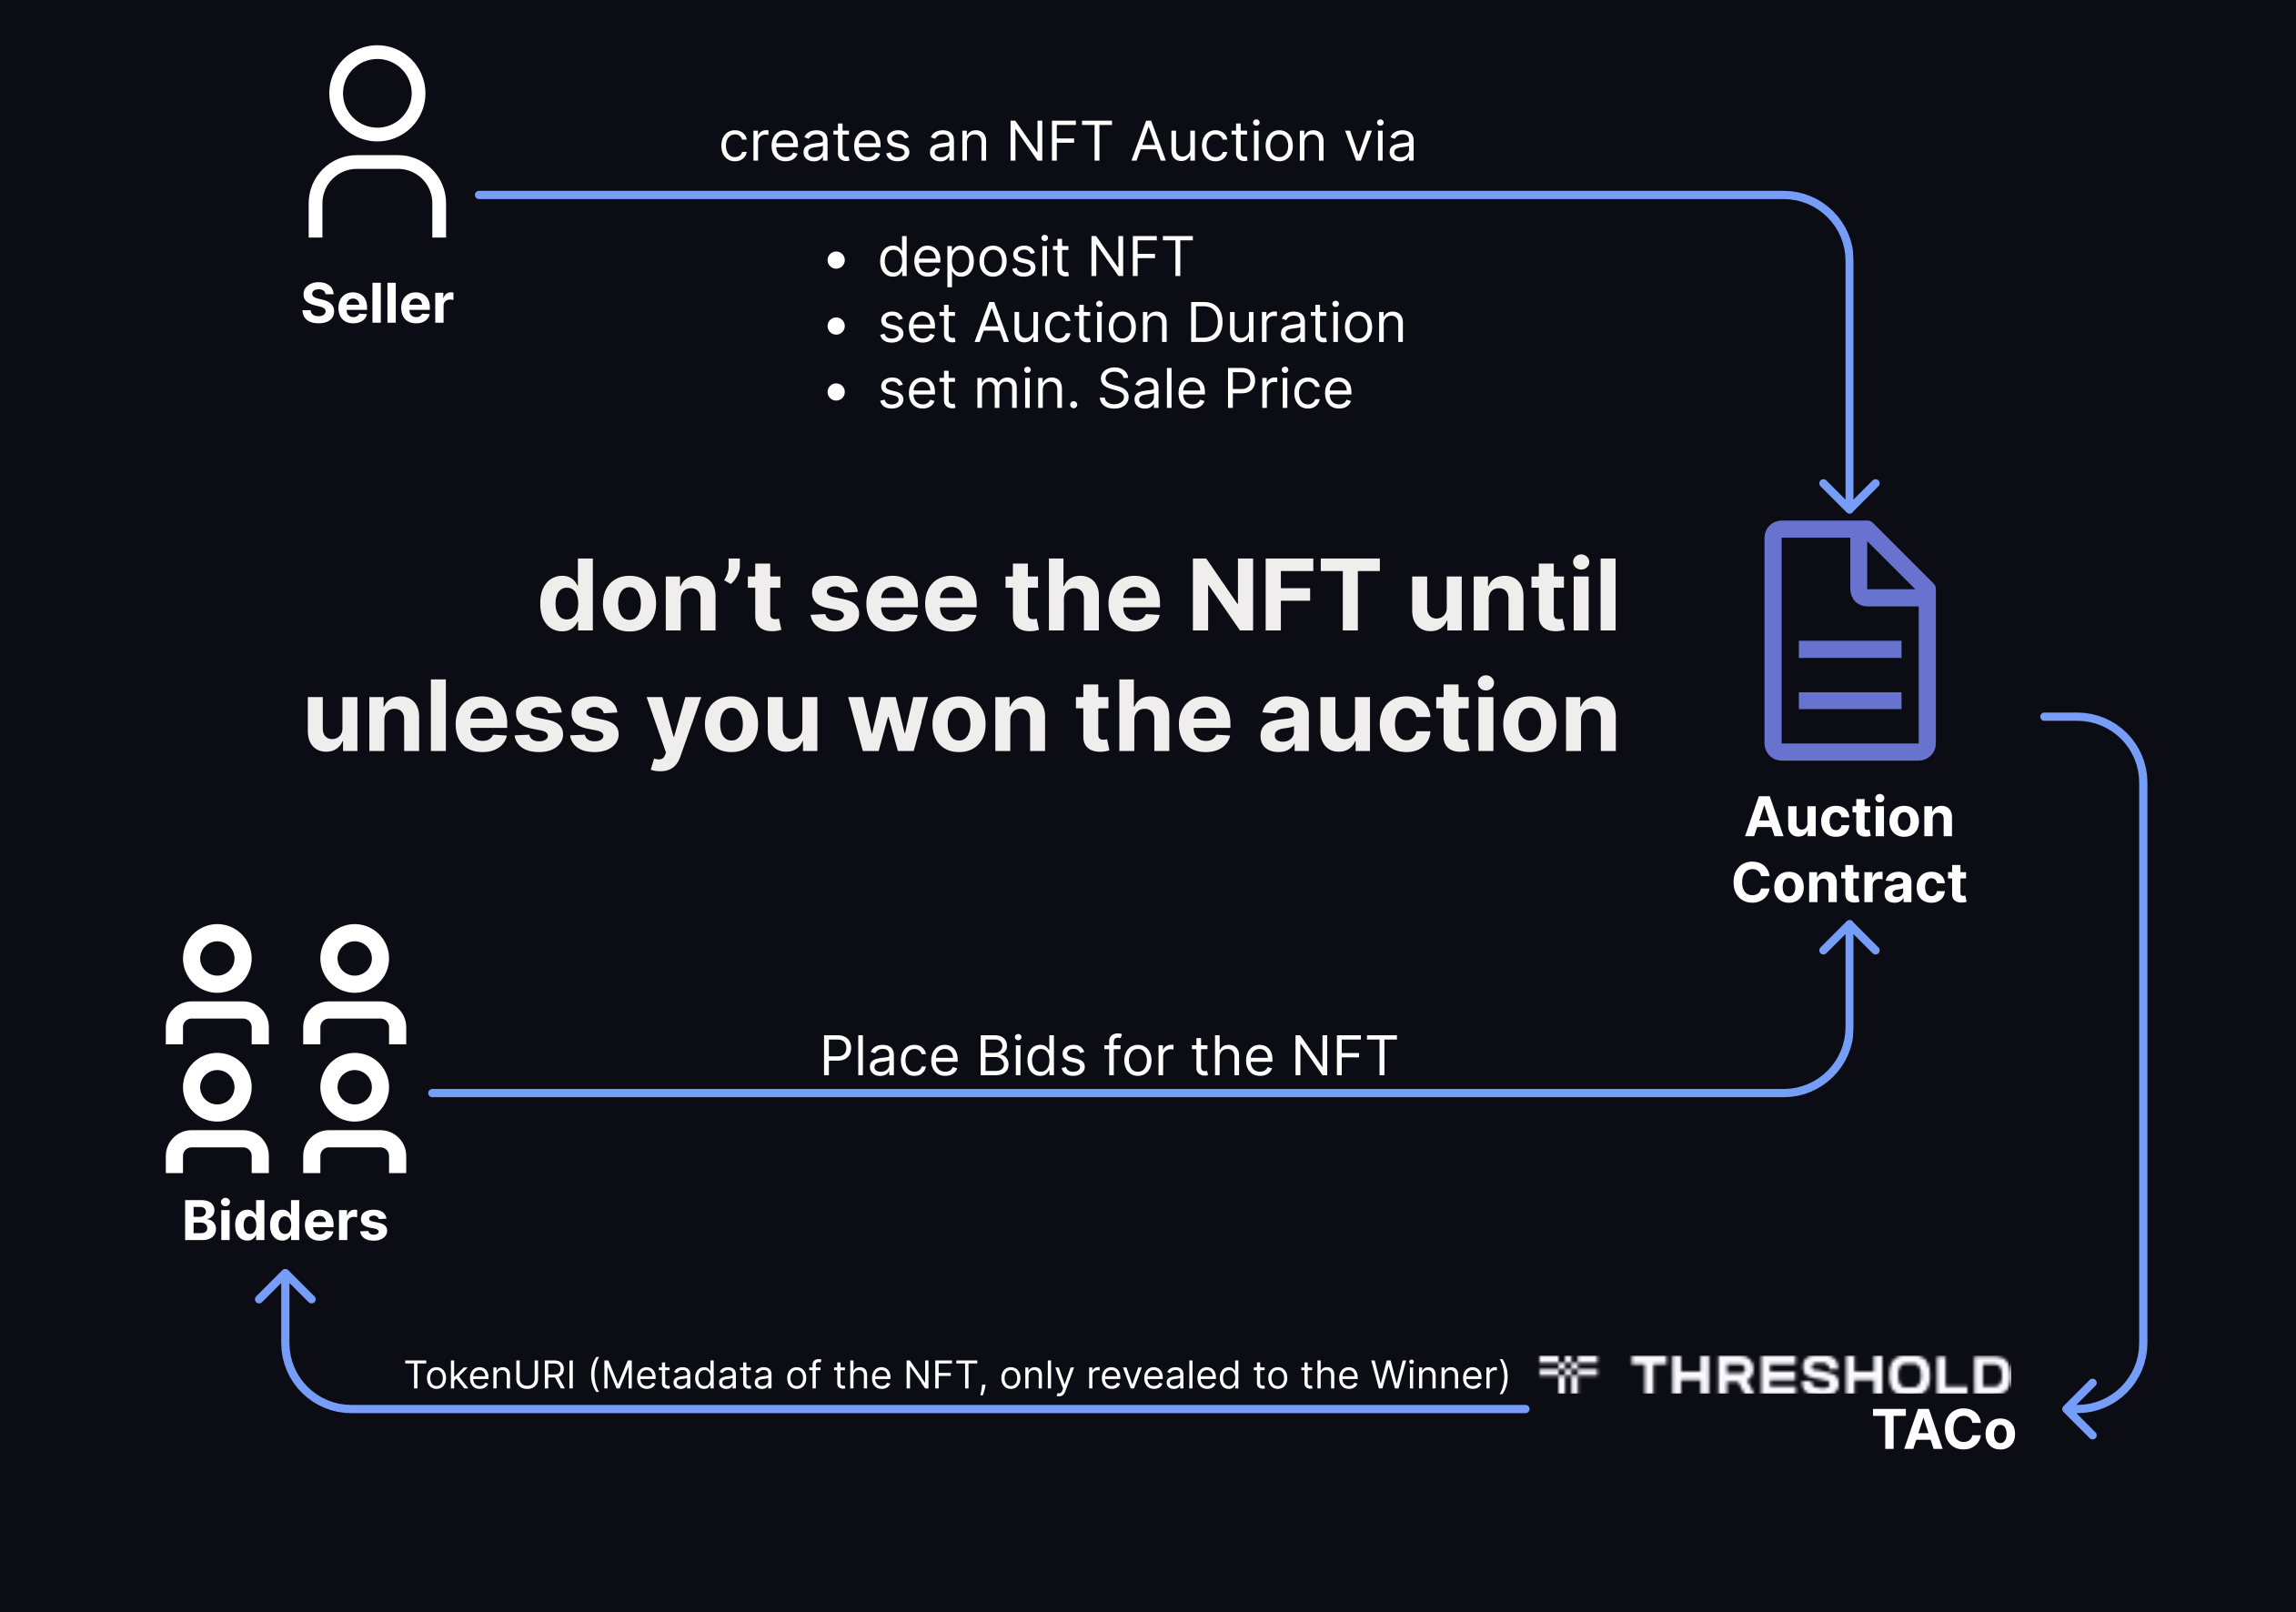 creates an NFT Auction via
Seller
• deposit NFT
• set Auction Duration
• set min. Sale Price
don’t see the NFT until
unless you won the auction
Auction
Contract
Place Bids for the NFT
Bidders
TokenURI (Metadata of the NFT, only revealed to the Winner)
THRESHOLD
TACo